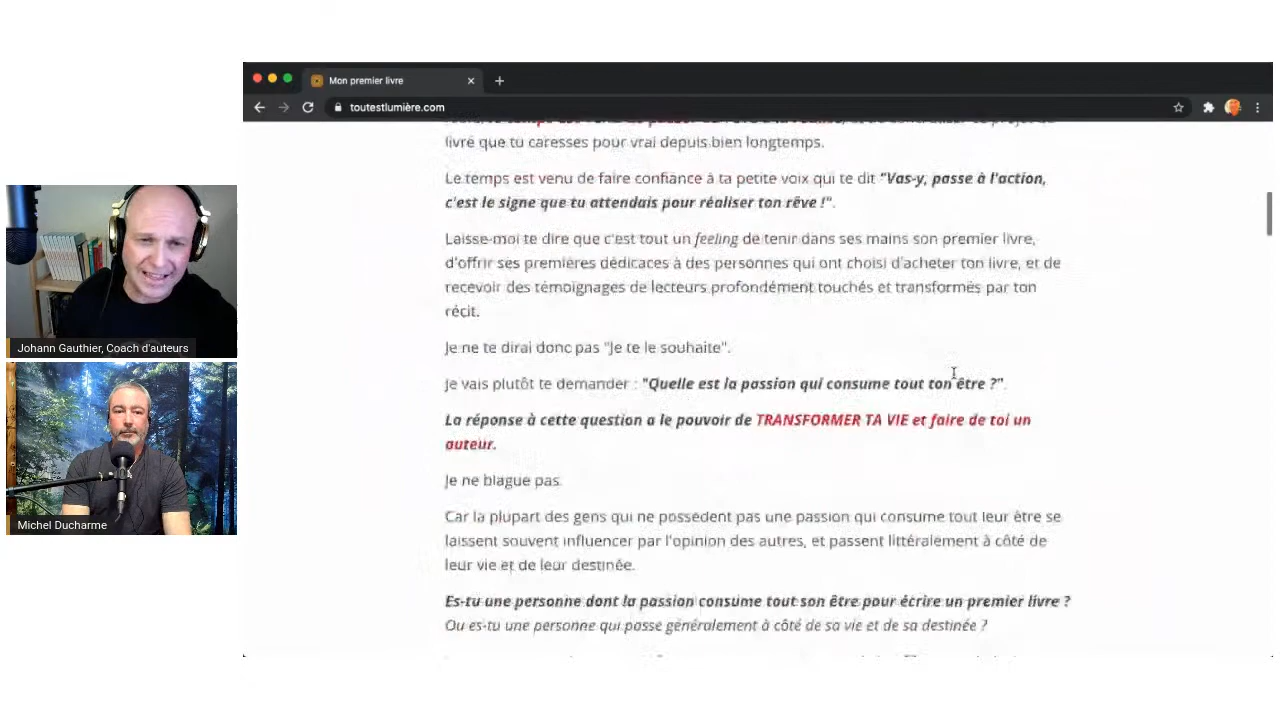 Mon premier livre
toutestlumière.com
livre que tu caresses pour vrai depuis bien longtemps.
Le temps est venu de faire confiance à ta petite voix qui te dit "Vas-y, passe à l'action,
c'est le signe que tu attendais pour réaliser ton rêve !".
Laisse-moi te dire que c'est tout un feeling de tenir dans ses mains son premier livre,
d'offrir ses premières dédicaces à des personnes qui ont choisi d'acheter ton livre, et de
recevoir des témoignages de lecteurs profondément touchés et transformés par ton
récit.
Je ne te dirai donc pas "Je te le souhaite".
Je vais plutôt te demander : "Quelle est la passion qui consume tout ton être ?".
La réponse à cette question a le pouvoir de TRANSFORMER TA VIE et faire de toi un
auteur.
Je ne blague pas.
Car la plupart des gens qui ne possèdent pas une passion qui consume tout leur être se
laissent souvent influencer par l'opinion des autres, et passent littéralement à côté de
leur vie et de leur destinée.
Es-tu une personne dont la passion consume tout son être pour écrire un premier livre ?
Ou es-tu une personne qui passe généralement à côté de sa vie et de sa destinée ?
Johann Gauthier, Coach d'auteurs
Michel Ducharme